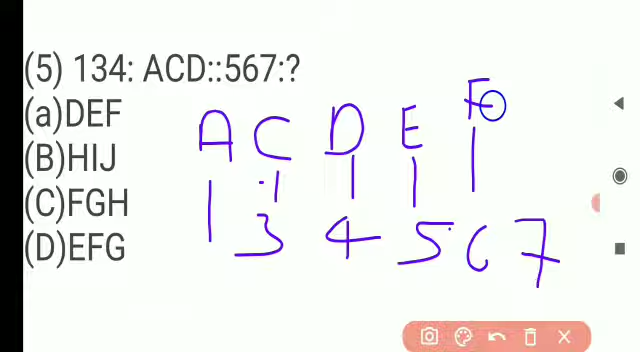 (5) 134: ACD::567:?
(a)DEF
(B)HIJ
(C)FGH
(D)EFG
A C D E F
1 3 4 5 6 7